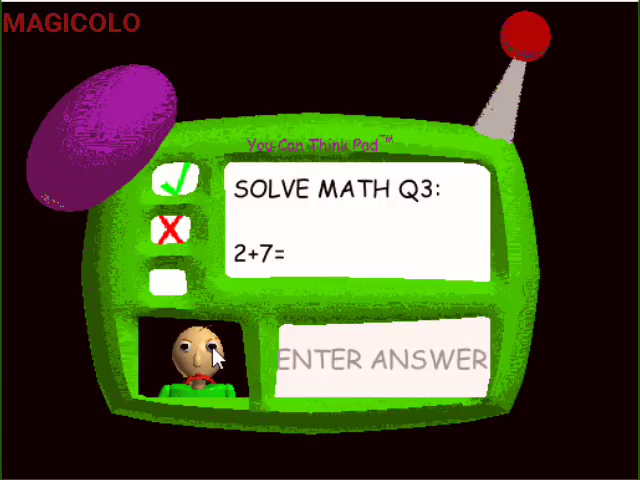 MAGICOLO
You Can Think Pad™
SOLVE MATH Q3:
2+7=
ENTER ANSWER